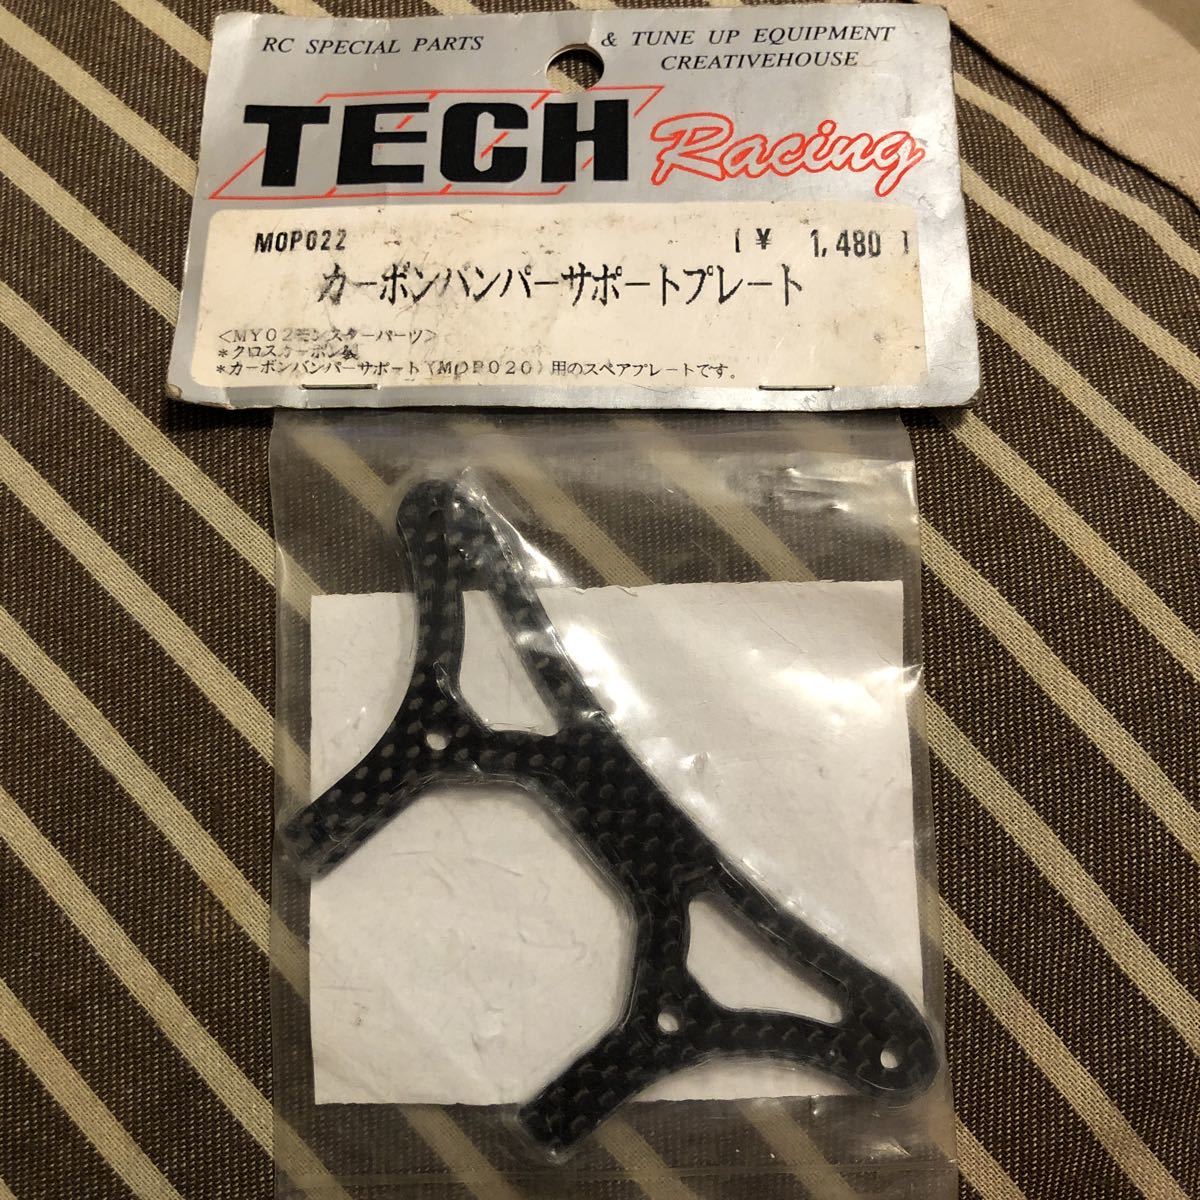 RC SPECIAL PARTS & TUNE UP EQUIPMENT
CREATIVEHOUSE
TECH Racing
MOP022 [ ¥ 1,480 ]
カーボンバンパーサポートプレート
<MY02モンスターパーツ>
*クロスカーボン製
*カーボンバンパーサポート(MOP020)用のスペアプレートです。